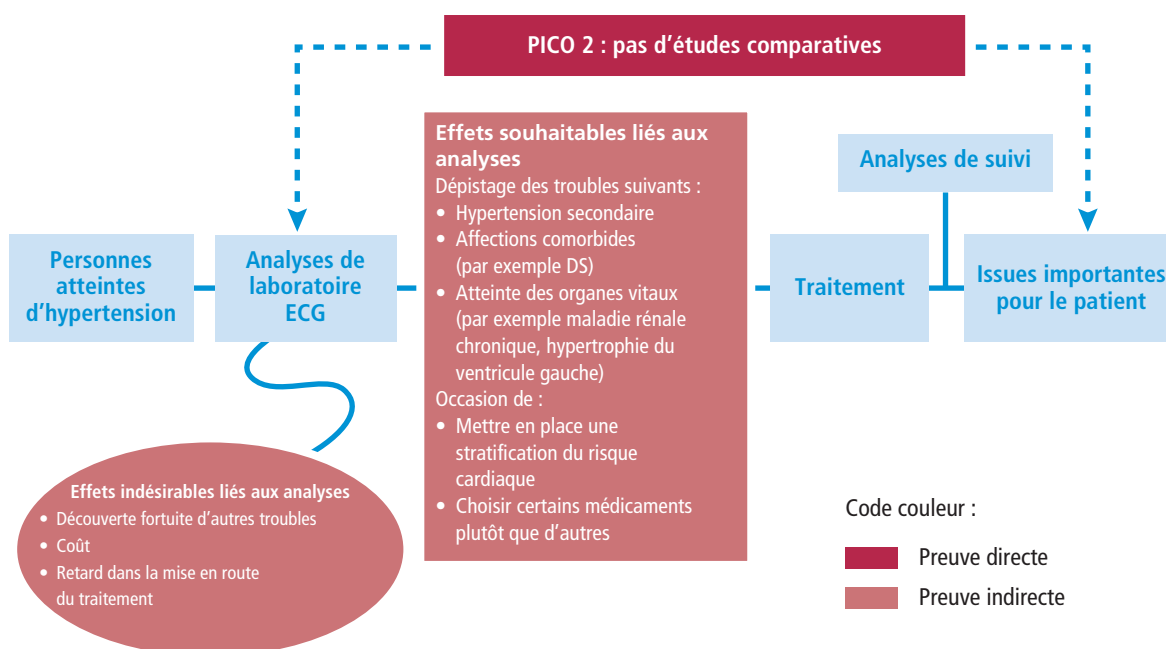 PICO 2 : pas d'études comparatives
Personnes
atteintes
d'hypertension
Analyses de
laboratoire
ECG
Effets souhaitables liés aux
analyses
Dépistage des troubles suivants :
• Hypertension secondaire
• Affections comorbides
(par exemple DS)
• Atteinte des organes vitaux
(par exemple maladie rénale
chronique, hypertrophie du
ventricule gauche)
Occasion de :
• Mettre en place une
stratification du risque
cardiaque
• Choisir certains médicaments
plutôt que d'autres
Traitement
Analyses de suivi
Issues importantes
pour le patient
Effets indésirables liés aux analyses
• Découverte fortuite d'autres troubles
• Coût
• Retard dans la mise en route
du traitement
Code couleur :
Preuve directe
Preuve indirecte